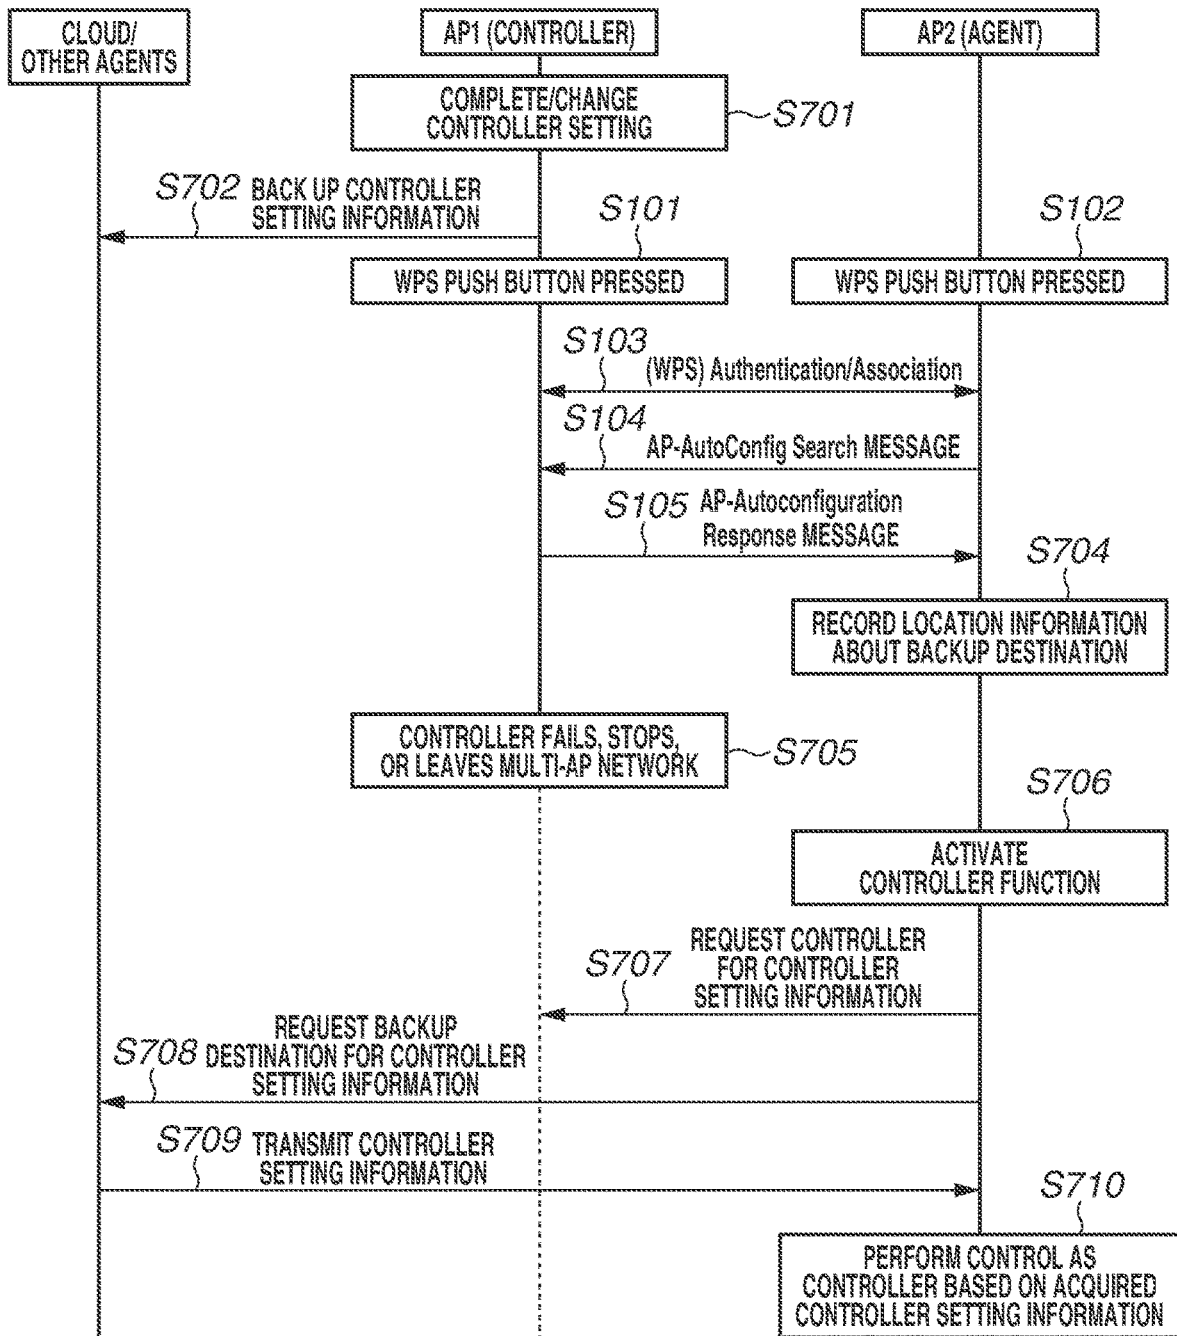 CLOUD/
OTHER AGENTS
AP1 (CONTROLLER)
AP2 (AGENT)
COMPLETE/CHANGE
CONTROLLER SETTING
S701
S702
BACK UP CONTROLLER
SETTING INFORMATION
S101
S102
WPS PUSH BUTTON PRESSED
WPS PUSH BUTTON PRESSED
S103
(WPS) Authentication/Association
S104
AP-AutoConfig Search MESSAGE
S105
AP-Autoconfiguration
Response MESSAGE
S704
RECORD LOCATION INFORMATION
ABOUT BACKUP DESTINATION
CONTROLLER FAILS, STOPS,
OR LEAVES MULTI-AP NETWORK
S705
S706
ACTIVATE
CONTROLLER FUNCTION
S707
REQUEST CONTROLLER
FOR CONTROLLER
SETTING INFORMATION
S708
REQUEST BACKUP
DESTINATION FOR CONTROLLER
SETTING INFORMATION
S709
TRANSMIT CONTROLLER
SETTING INFORMATION
S710
PERFORM CONTROL AS
CONTROLLER BASED ON ACQUIRED
CONTROLLER SETTING INFORMATION